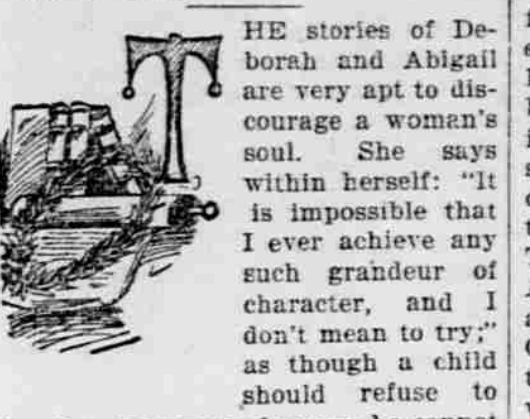 THE stories of De-
borah and Abigail
are very apt to dis-
courage a woman's
soul. She says
within herself: "It
is impossible that
I ever achieve any
such grandeur of
character, and I
don't mean to try;"
as though a child
should refuse to